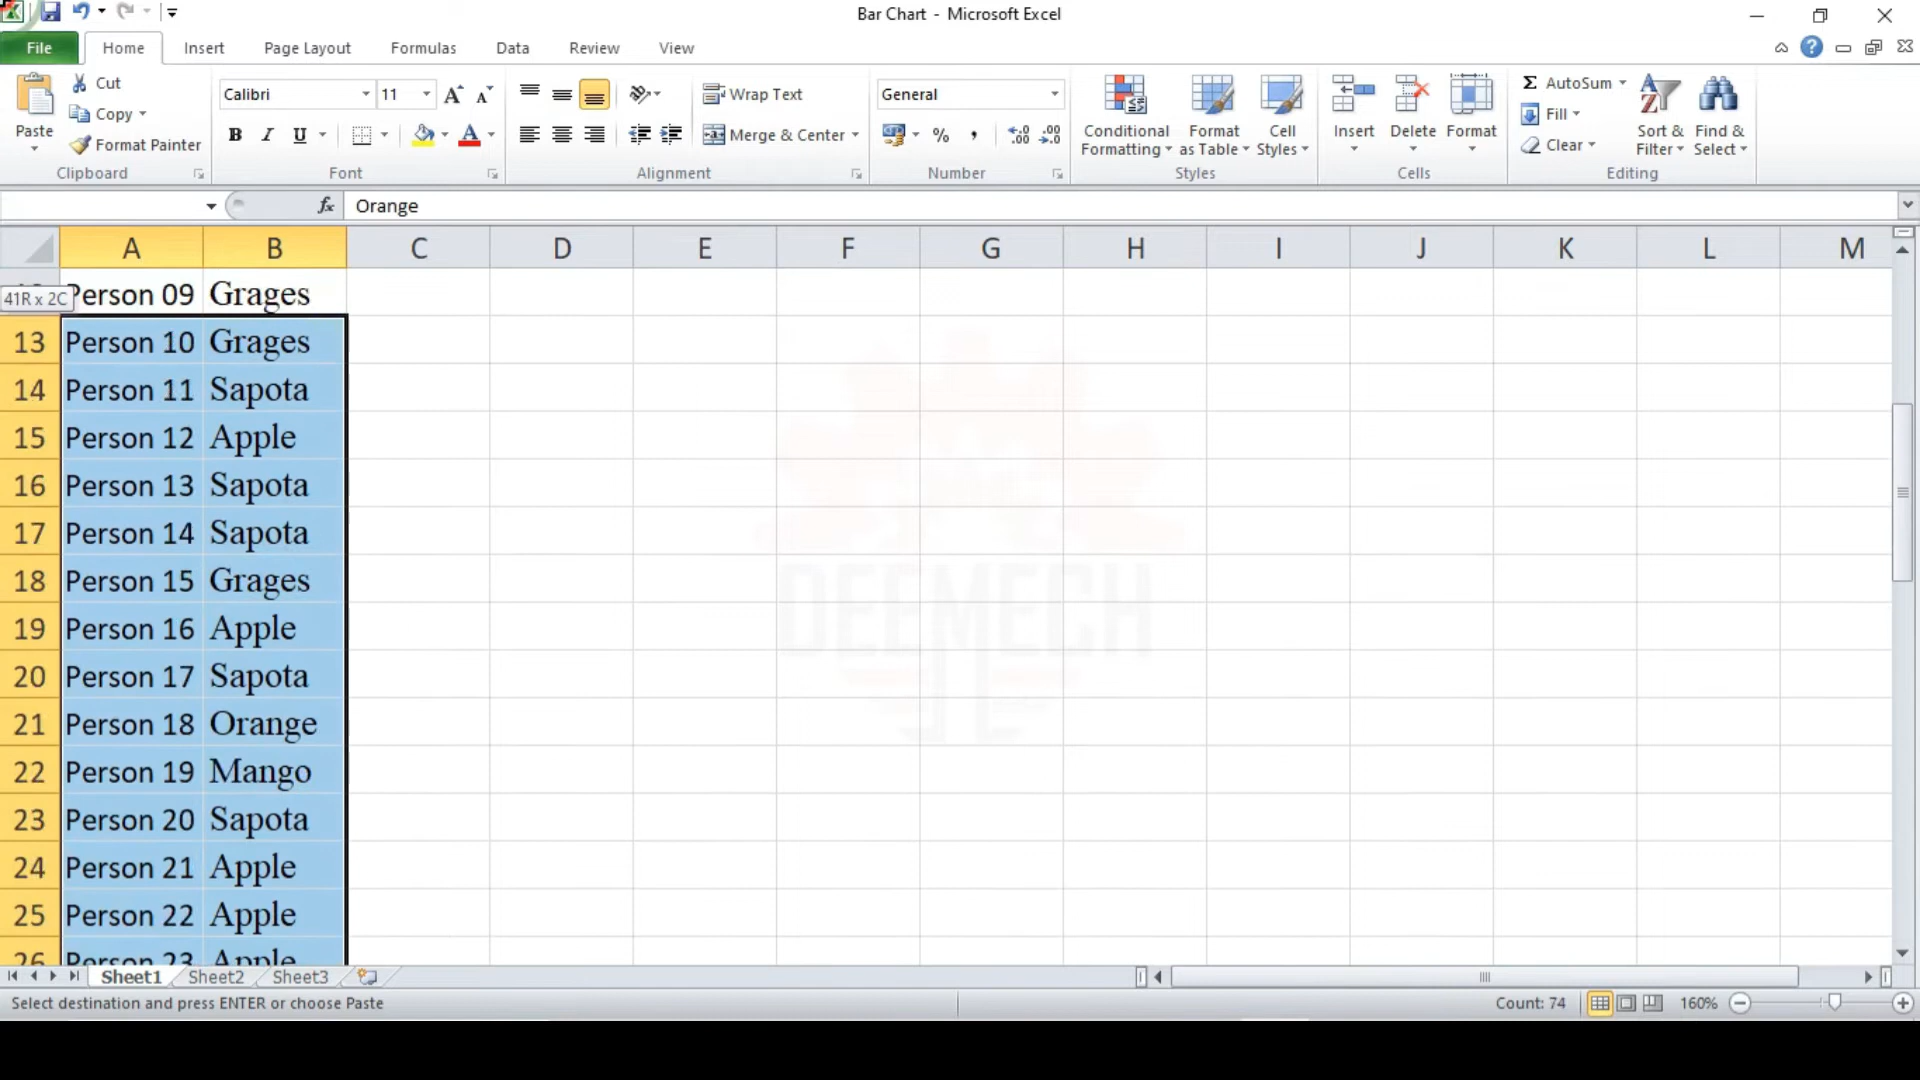 Bar Chart - Microsoft Excel
File Home Insert Page Layout Formulas Data Review View
Paste
Cut
Copy
Format Painter
Clipboard
Calibri 11
B I U
Font
Wrap Text
Merge & Center
Alignment
General
%
Number
Conditional Formatting
Format as Table
Cell Styles
Styles
Insert Delete Format
Cells
AutoSum
Fill
Clear
Sort & Filter
Find & Select
Editing
fx Orange
A B C D E F G H I J K L M
41R x 2C Person 09 Grages
13 Person 10 Grages
14 Person 11 Sapota
15 Person 12 Apple
16 Person 13 Sapota
17 Person 14 Sapota
18 Person 15 Grages
19 Person 16 Apple
20 Person 17 Sapota
21 Person 18 Orange
22 Person 19 Mango
23 Person 20 Sapota
24 Person 21 Apple
25 Person 22 Apple
26 Person 23 Apple
DEEMECH
Sheet1 Sheet2 Sheet3
Select destination and press ENTER or choose Paste Count: 74 160%